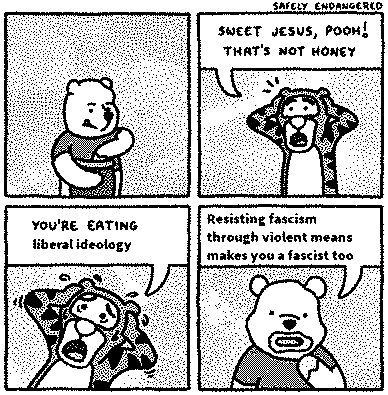 SAFELY ENDANGERED
SWEET JESUS, POOH!
THAT'S NOT HONEY
YOU'RE EATING
liberal ideology
Resisting fascism
through violent means
makes you a fascist too